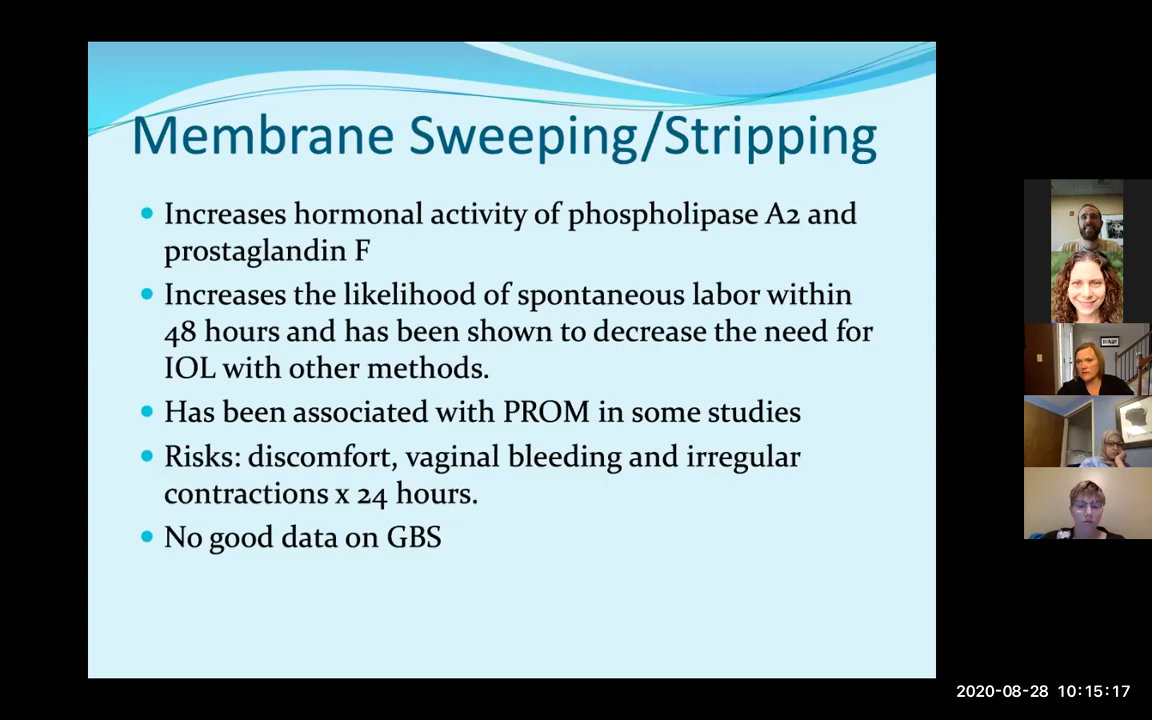 Membrane Sweeping/Stripping
• Increases hormonal activity of phospholipase A2 and
prostaglandin F
• Increases the likelihood of spontaneous labor within
48 hours and has been shown to decrease the need for
IOL with other methods.
• Has been associated with PROM in some studies
• Risks: discomfort, vaginal bleeding and irregular
contractions x 24 hours.
• No good data on GBS
2020-08-28 10:15:17